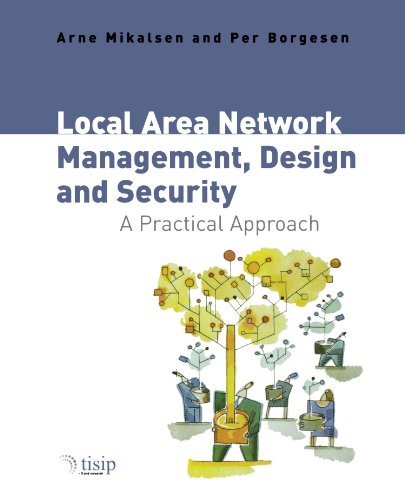 Arne Mikalsen and Per Borgesen
Local Area Network
Management, Design
and Security
A Practical Approach
tisip